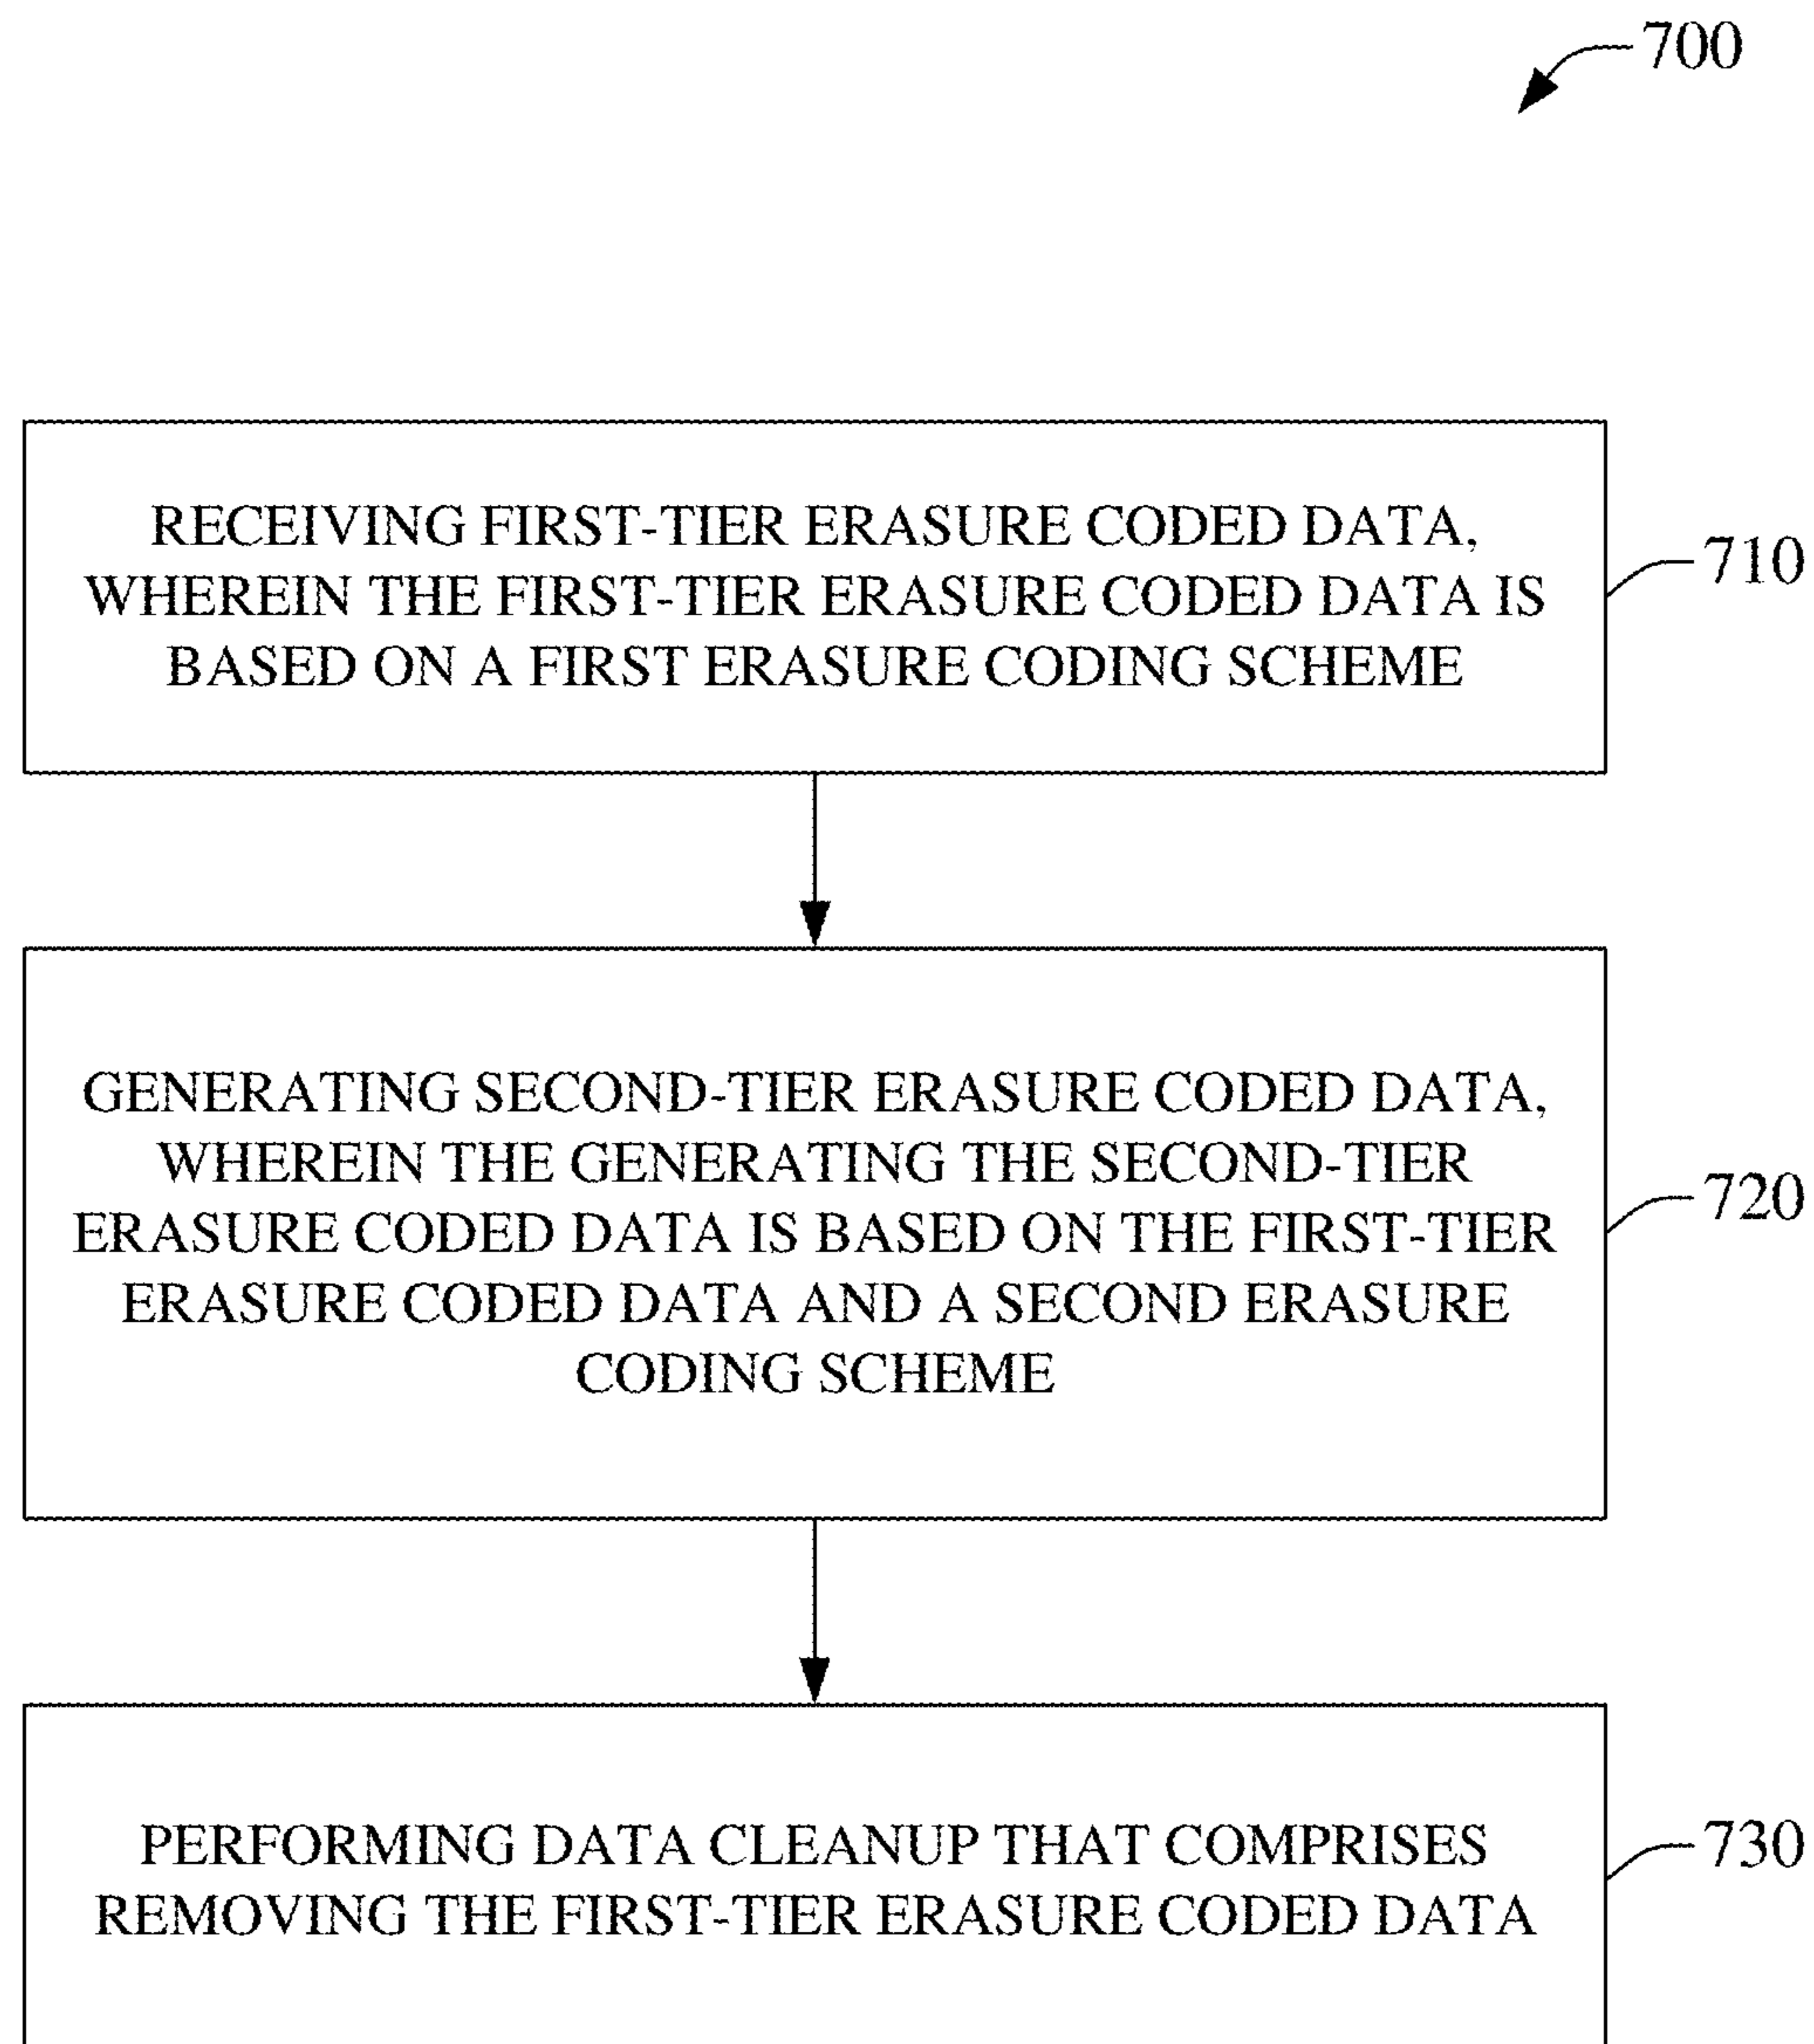 700
RECEIVING FIRST-TIER ERASURE CODED DATA,
WHEREIN THE FIRST-TIER ERASURE CODED DATA IS
BASED ON A FIRST ERASURE CODING SCHEME
710
GENERATING SECOND-TIER ERASURE CODED DATA,
WHEREIN THE GENERATING THE SECOND-TIER
ERASURE CODED DATA IS BASED ON THE FIRST-TIER
ERASURE CODED DATA AND A SECOND ERASURE
CODING SCHEME
720
PERFORMING DATA CLEANUP THAT COMPRISES
REMOVING THE FIRST-TIER ERASURE CODED DATA
730